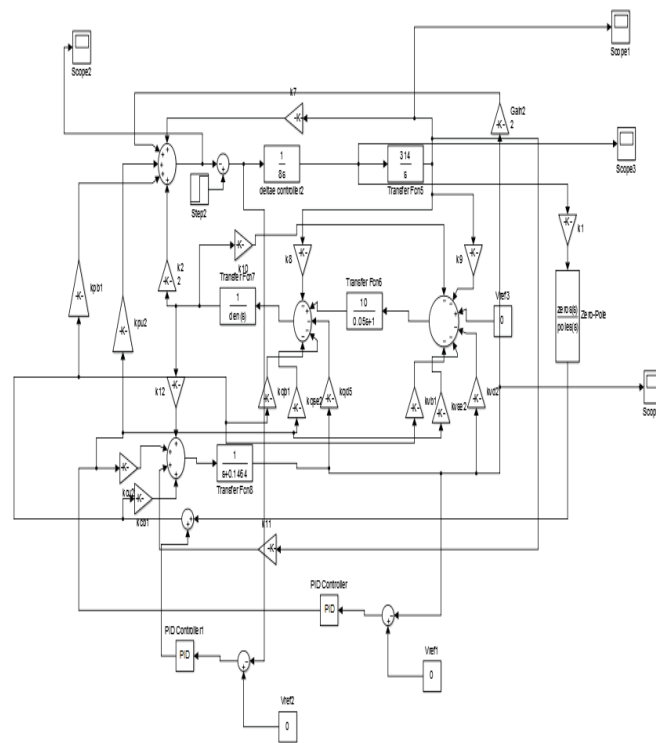 Scope2
Scope1
k7
-K-
Gain2
2
-K-
1
8s
deltae controller2
314
s
Transfer Fcn5
Scope3
Step2
-K-
k10
-K-
k2
2
-K-
k8
-K-
k9
-K-
k1
kpb1
-K-
kpu2
-K-
Transfer Fcn7
1
den(s)
Transfer Fcn6
10
0.05s+1
Vref3
0
zeros(s)
poles(s)
Zero-Pole
-K-
k12
-K-
kqb1
-K-
kqse2
-K-
kqd5
-K-
kvb1
-K-
-K-
kvd2
Scope
-K-
-K-
1
s+0.1464
Transfer Fcn8
k11
-K-
PID Controller
PID
PID Controller1
PID
Vref1
0
Vref2
0